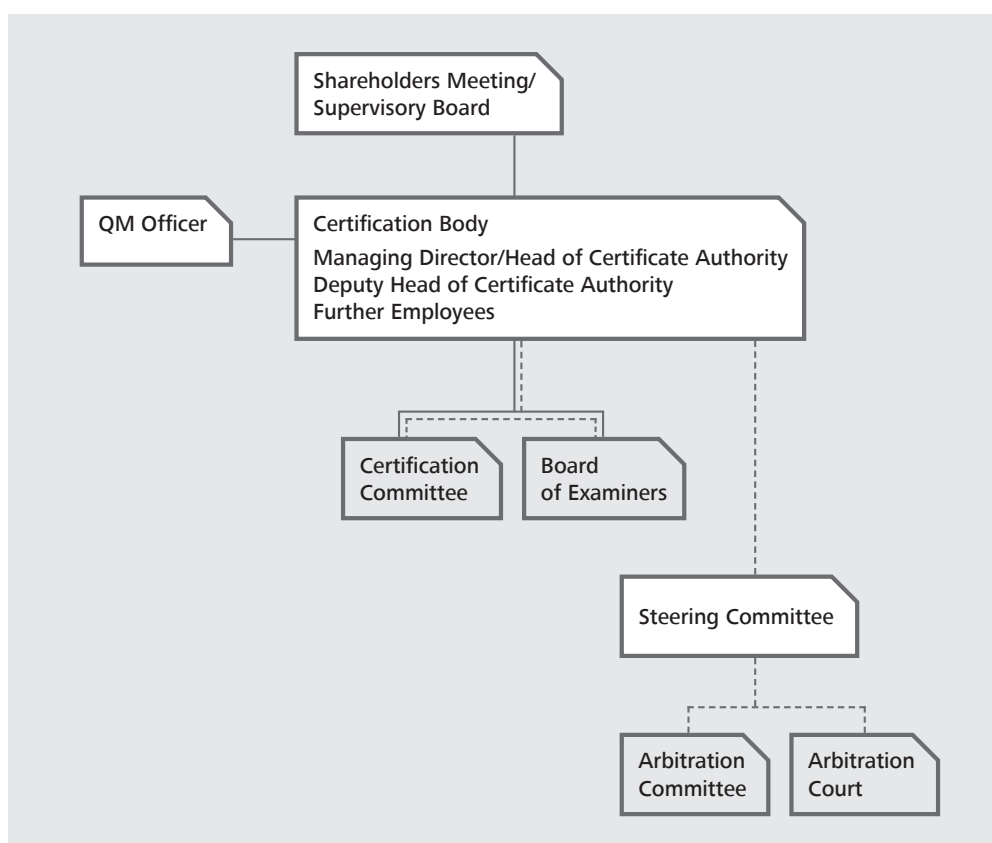 Shareholders Meeting/
Supervisory Board
QM Officer
Certification Body
Managing Director/Head of Certificate Authority
Deputy Head of Certificate Authority
Further Employees
Certification
Committee
Board
of Examiners
Steering Committee
Arbitration
Committee
Arbitration
Court